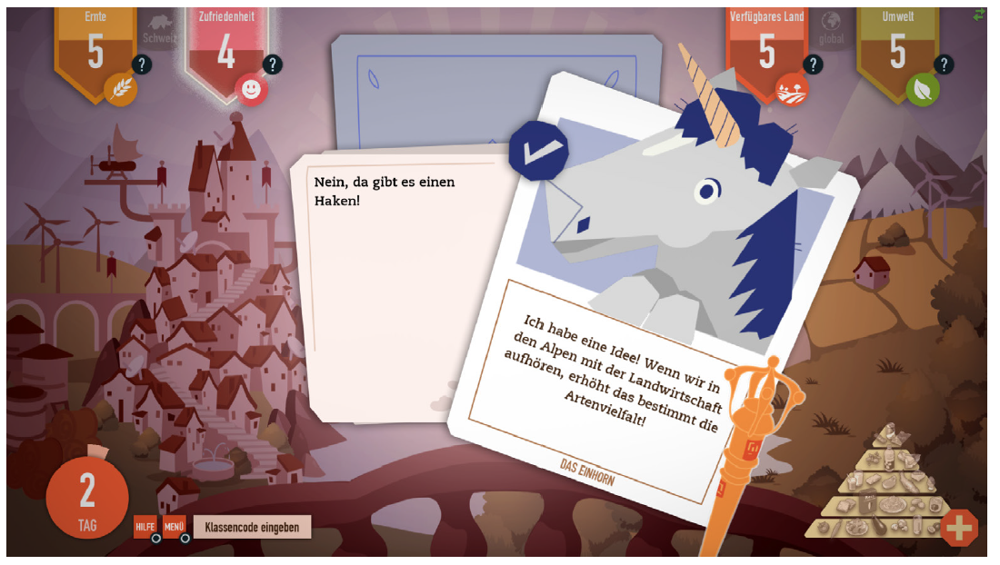 Ernte
5
?
Schweiz
Zufriedenheit
4
?
Verfügbares Land
5
?
global
Umwelt
5
?
Nein, da gibt es einen
Haken!
Ich habe eine Idee! Wenn wir in
den Alpen mit der Landwirtschaft
aufhören, erhöht das bestimmt die
Artenvielfalt!
DAS EINHORN
2
TAG
HILFE
MENÜ
Klassencode eingeben